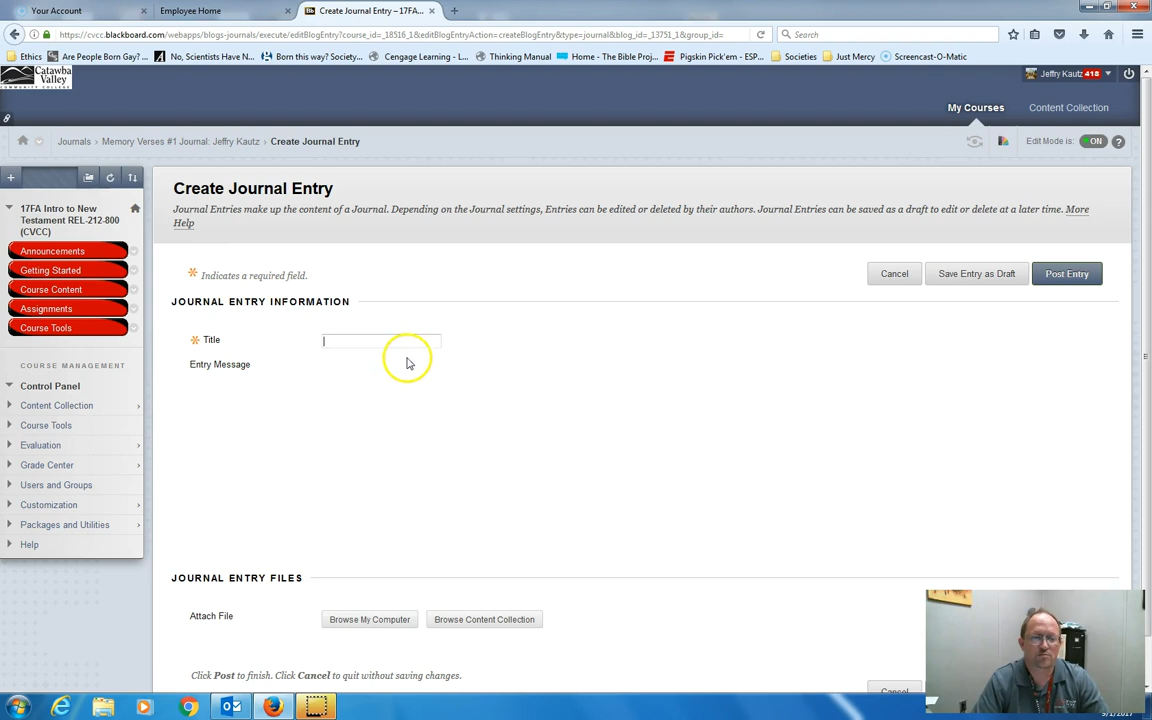 Your Account
Employee Home
Create Journal Entry – 17FA...
https://cvcc.blackboard.com/webapps/blogs-journals/execute/editBlogEntry?course_id=_18516_1&editBlogEntryAction=createBlogEntry&type=journal&blog_id=_13751_1&group_id=
Search
Ethics
Are People Born Gay? ...
No, Scientists Have N...
Born this way? Society...
Cengage Learning - L...
Thinking Manual
Home - The Bible Proj...
Pigskin Pick'em - ESP...
Societies
Just Mercy
Screencast-O-Matic
Catawba
Valley
COMMUNITY COLLEGE
Jeffry Kautz 418
My Courses
Content Collection
Journals › Memory Verses #1 Journal: Jeffry Kautz › Create Journal Entry
Edit Mode is: ON ?
17FA Intro to New
Testament REL-212-800
(CVCC)
Announcements
Getting Started
Course Content
Assignments
Course Tools
COURSE MANAGEMENT
Control Panel
Content Collection
Course Tools
Evaluation
Grade Center
Users and Groups
Customization
Packages and Utilities
Help
Create Journal Entry
Journal Entries make up the content of a Journal. Depending on the Journal settings, Entries can be edited or deleted by their authors. Journal Entries can be saved as a draft to edit or delete at a later time. More
Help
* Indicates a required field.
Cancel
Save Entry as Draft
Post Entry
JOURNAL ENTRY INFORMATION
* Title
Entry Message
JOURNAL ENTRY FILES
Attach File
Browse My Computer
Browse Content Collection
Click Post to finish. Click Cancel to quit without saving changes.
Cancel
9/1/2017